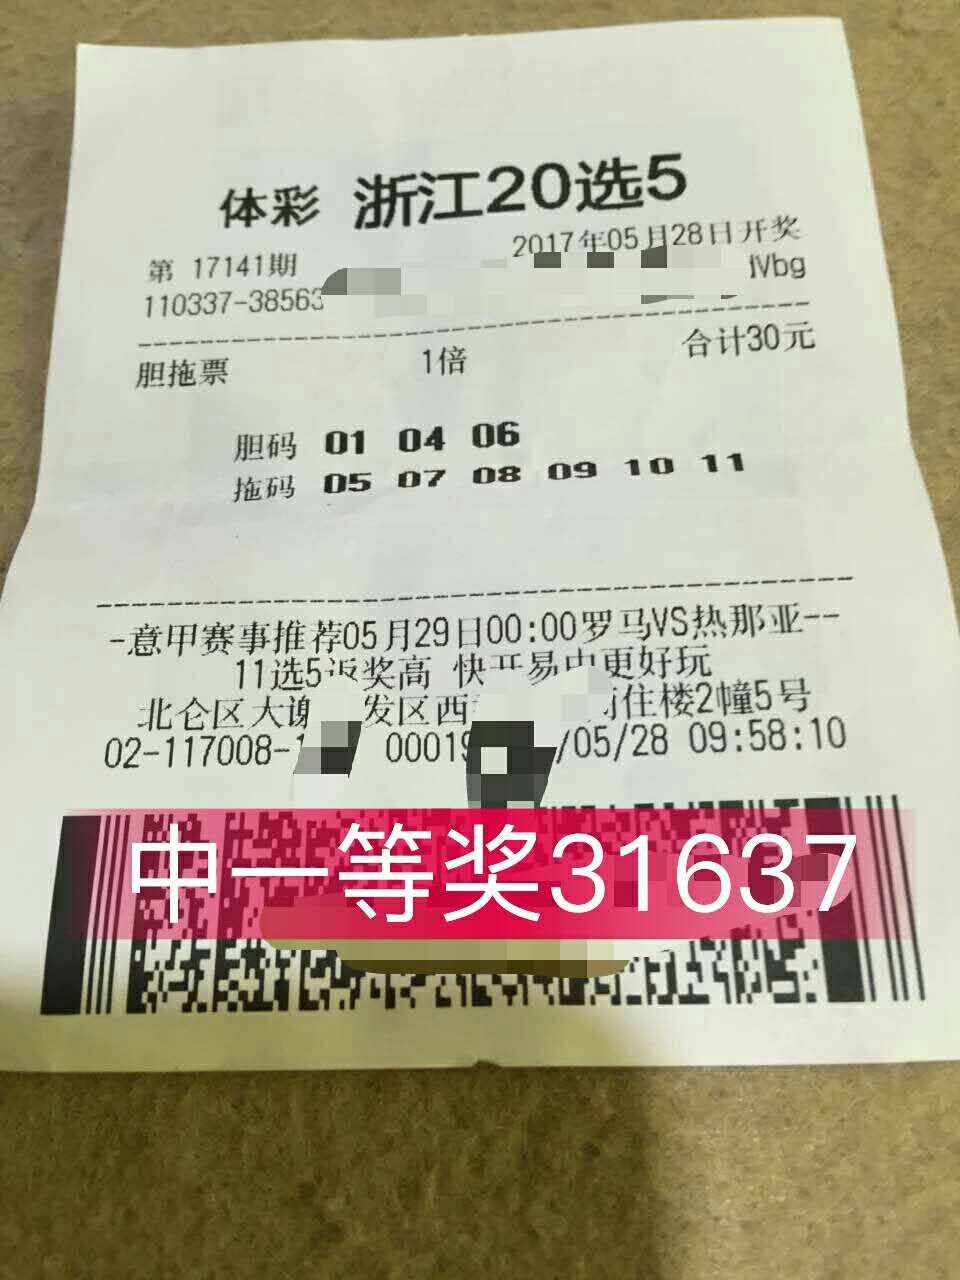 体彩 浙江20选5
2017年05月28日开奖
第 17141期
Vbg
110337-38563
胆拖票 1倍 合计30元
胆码 01 04 06
拖码 05 07 08 09 10 11
-意甲赛事推荐05月29日00:00罗马VS热那亚--
11选5返奖高 快开易中更好玩
北仑区大谢 发区西 住楼2幢5号
02-117008- 00019 /05/28 09:58:10
中一等奖31637